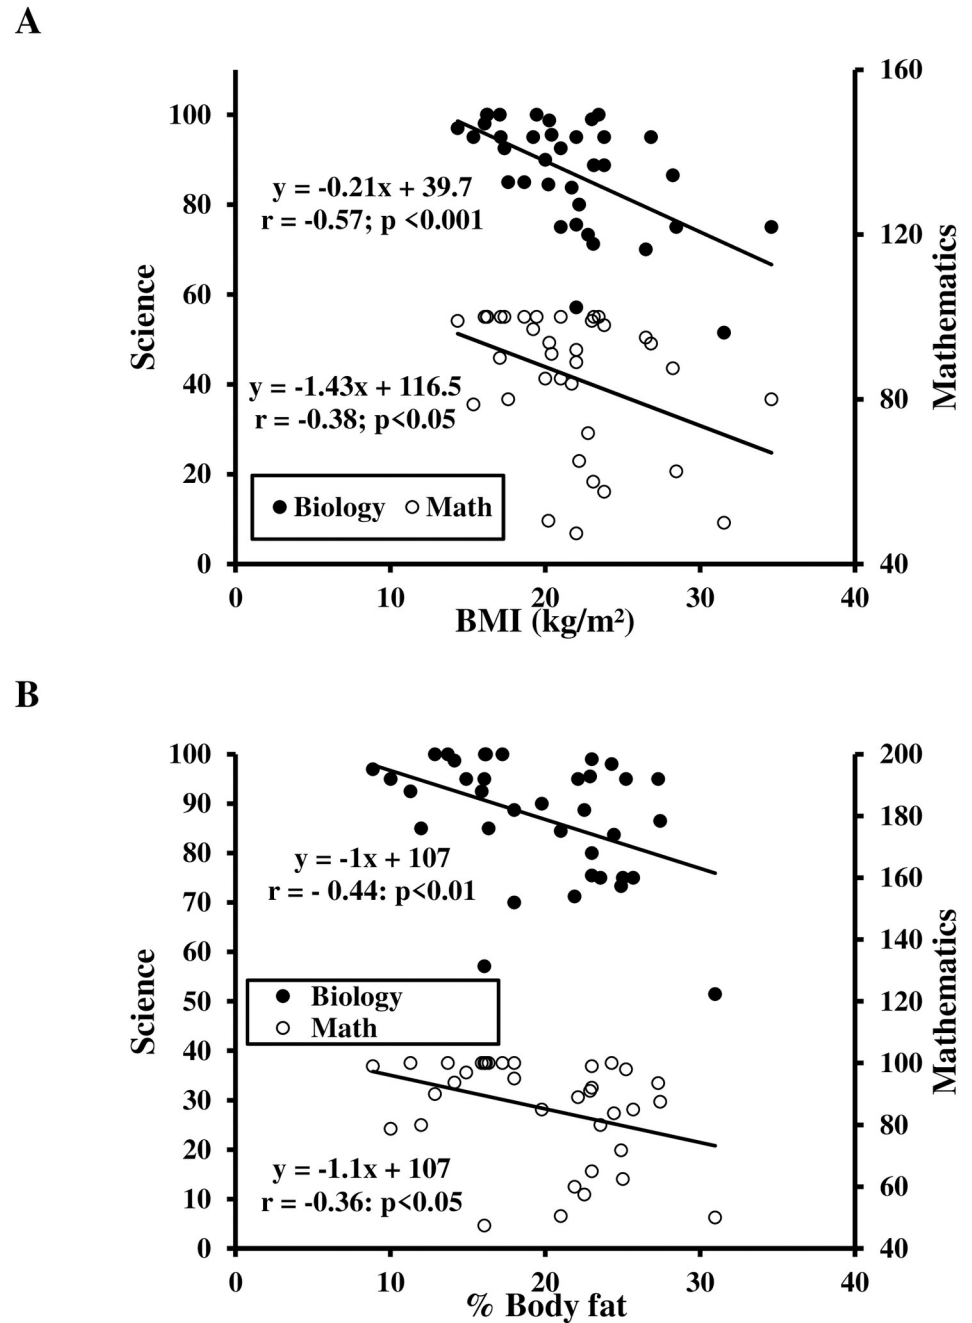 A
160
100
80
60
40
20
0
120
80
40
Science
Mathematics
y = -0.21x + 39.7
r = -0.57; p <0.001
y = -1.43x + 116.5
r = -0.38; p<0.05
Biology Math
0 10 20 30 40
BMI (kg/m²)
B
100
90
80
70
60
50
40
30
20
10
0
200
180
160
140
120
100
80
60
40
Science
Mathematics
y = -1x + 107
r = - 0.44: p<0.01
Biology
Math
y = -1.1x + 107
r = -0.36: p<0.05
0 10 20 30 40
% Body fat